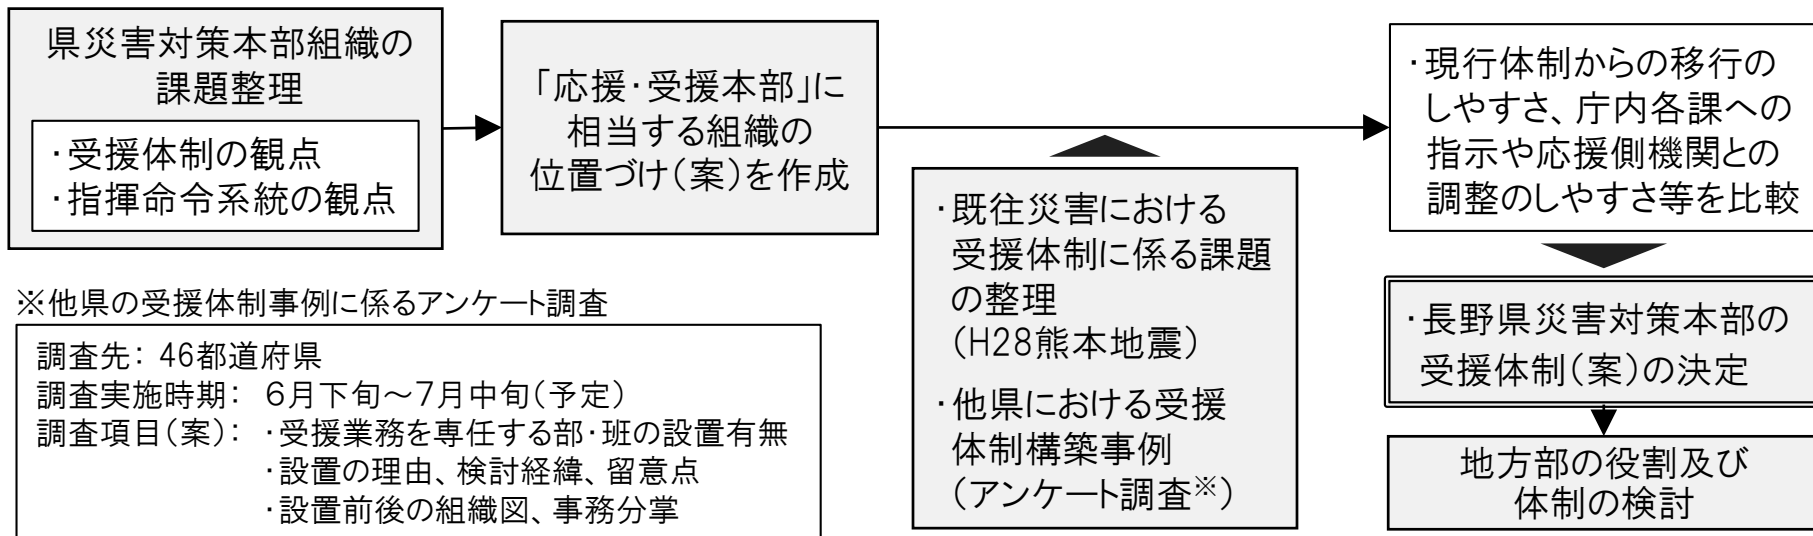 県災害対策本部組織の
課題整理
・受援体制の観点
・指揮命令系統の観点
「応援・受援本部」に
相当する組織の
位置づけ(案)を作成
・既往災害における
受援体制に係る課題
の整理
(H28熊本地震)
・他県における受援
体制構築事例
(アンケート調査※)
・現行体制からの移行の
しやすさ、庁内各課への
指示や応援側機関との
調整のしやすさ等を比較
・長野県災害対策本部の
受援体制(案)の決定
地方部の役割及び
体制の検討
※他県の受援体制事例に係るアンケート調査
調査先: 46都道府県
調査実施時期: 6月下旬~7月中旬(予定)
調査項目(案): ・受援業務を専任する部・班の設置有無
・設置の理由、検討経緯、留意点
・設置前後の組織図、事務分掌